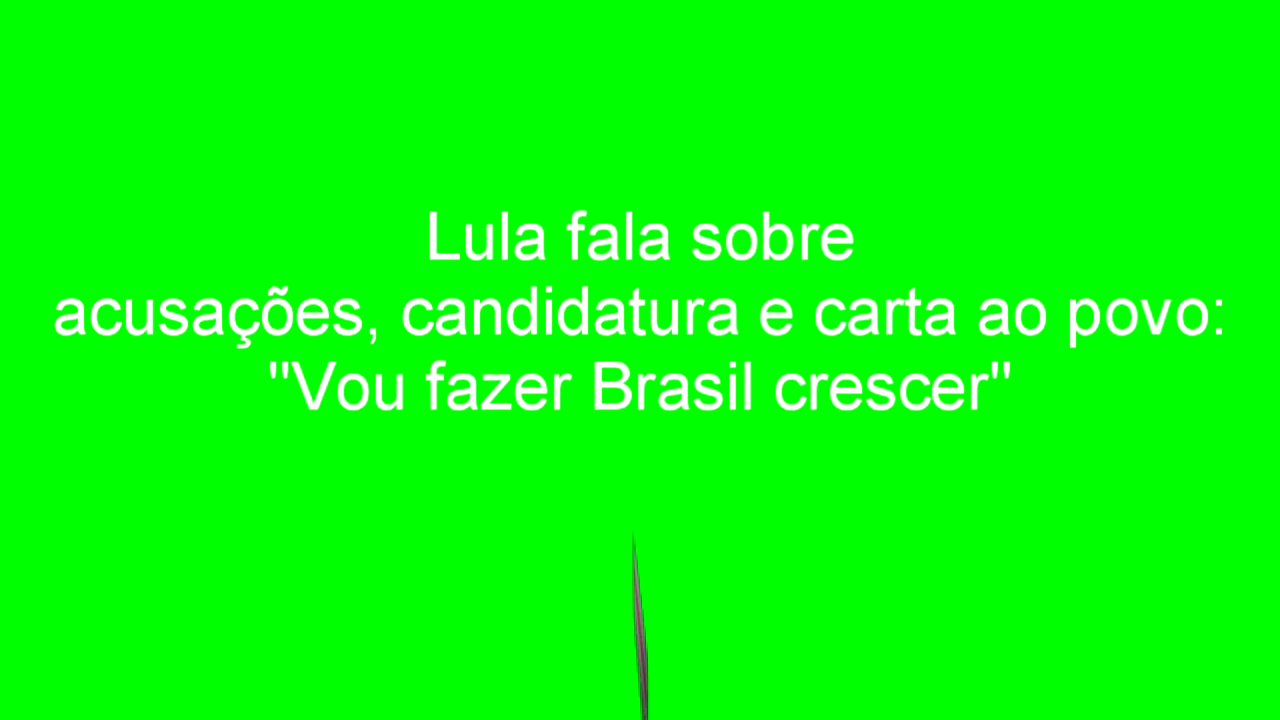 Lula fala sobre
acusações, candidatura e carta ao povo:
"Vou fazer Brasil crescer"